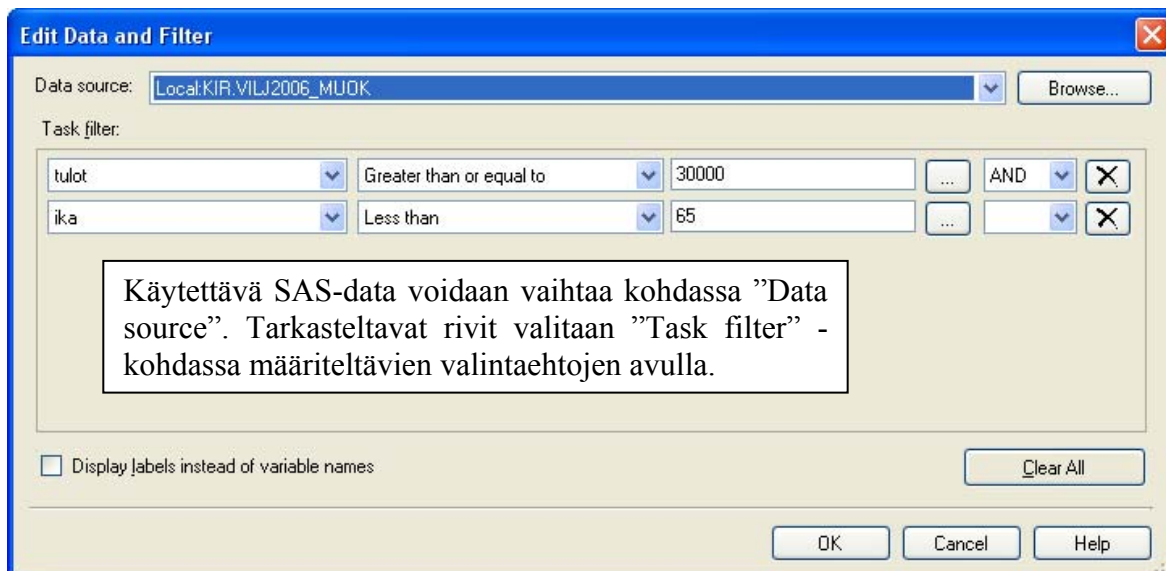 Edit Data and Filter
Data source: Local:KIR.VILJ2006_MUOK Browse...
Task filter:
tulot Greater than or equal to 30000 ... AND
ika Less than 65 ...
Käytettävä SAS-data voidaan vaihtaa kohdassa ”Data
source”. Tarkasteltavat rivit valitaan ”Task filter” -
kohdassa määriteltävien valintaehtojen avulla.
Display labels instead of variable names Clear All
OK Cancel Help